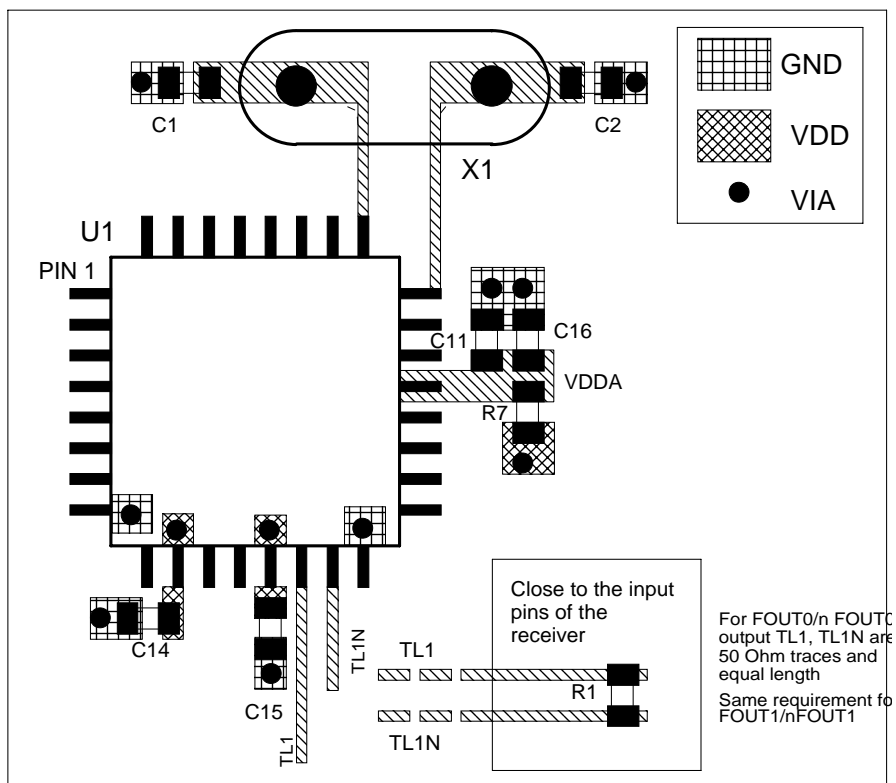 GND
C1
C2
VDD
X1
VIA
U1
PIN 1
C11
C16
VDDA
R7
Close to the input
pins of the
receiver
For FOUT0/n FOUT0
output TL1, TL1N are
50 Ohm traces and
equal length
Same requirement fo
FOUT1/nFOUT1
C14
C15
TL1
TL1N
TL1
R1
TL1N